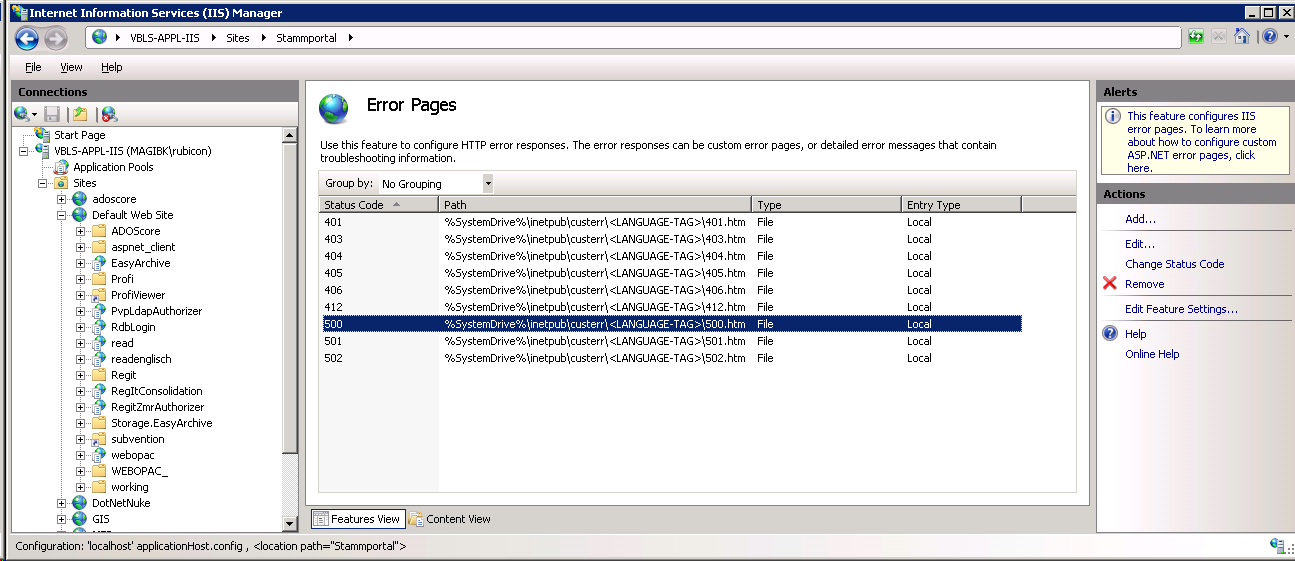 Internet Information Services (IIS) Manager
VBLS-APPL-IIS Sites Stammportal
File View Help
Connections
Start Page
VBLS-APPL-IIS (MAGIBK\rubicon)
Application Pools
Sites
adoscore
Default Web Site
ADOScore
aspnet_client
EasyArchive
Profi
ProfiViewer
PvpLdapAuthorizer
RdbLogin
read
readenglisch
Regit
RegItConsolidation
RegitZmrAuthorizer
Storage.EasyArchive
subvention
webopac
WEBOPAC_
working
DotNetNuke
GIS
Error Pages
Use this feature to configure HTTP error responses. The error responses can be custom error pages, or detailed error messages that contain
troubleshooting information.
Group by: No Grouping
Status Code Path Type Entry Type
401 %SystemDrive%\inetpub\custerr\<LANGUAGE-TAG>\401.htm File Local
403 %SystemDrive%\inetpub\custerr\<LANGUAGE-TAG>\403.htm File Local
404 %SystemDrive%\inetpub\custerr\<LANGUAGE-TAG>\404.htm File Local
405 %SystemDrive%\inetpub\custerr\<LANGUAGE-TAG>\405.htm File Local
406 %SystemDrive%\inetpub\custerr\<LANGUAGE-TAG>\406.htm File Local
412 %SystemDrive%\inetpub\custerr\<LANGUAGE-TAG>\412.htm File Local
500 %SystemDrive%\inetpub\custerr\<LANGUAGE-TAG>\500.htm File Local
501 %SystemDrive%\inetpub\custerr\<LANGUAGE-TAG>\501.htm File Local
502 %SystemDrive%\inetpub\custerr\<LANGUAGE-TAG>\502.htm File Local
Features View Content View
Alerts
This feature configures IIS
error pages. To learn more
about how to configure custom
ASP.NET error pages, click
here.
Actions
Add...
Edit...
Change Status Code
Remove
Edit Feature Settings...
Help
Online Help
Configuration: 'localhost' applicationHost.config , <location path="Stammportal">